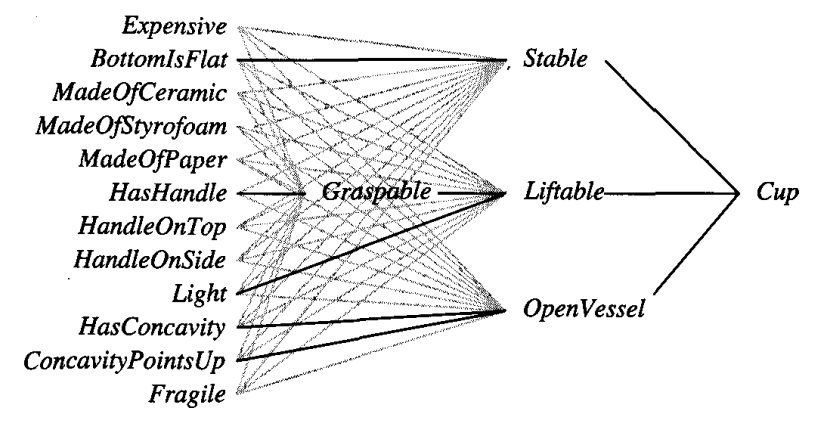 Expensive
BottomIsFlat Stable
MadeOfCeramic
MadeOfStyrofoam
MadeOfPaper
HasHandle Graspable Liftable Cup
HandleOnTop
HandleOnSide
Light
HasConcavity OpenVessel
ConcavityPointsUp
Fragile